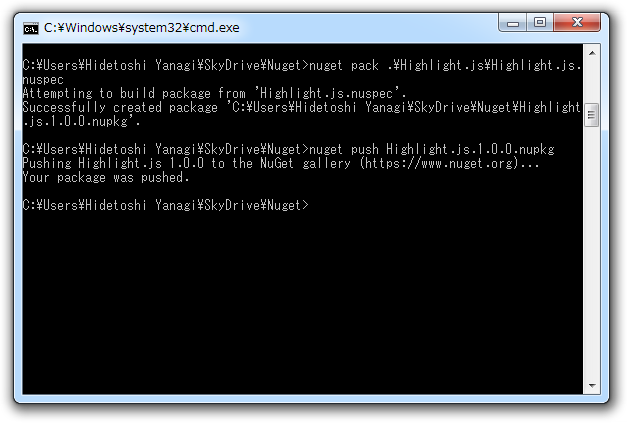 C:¥Windows¥system32¥cmd.exe
C:¥Users¥Hidetoshi Yanagi¥SkyDrive¥Nuget>nuget pack .¥Highlight.js¥Highlight.js.
nuspec
Attempting to build package from 'Highlight.js.nuspec'.
Successfully created package 'C:¥Users¥Hidetoshi Yanagi¥SkyDrive¥Nuget¥Highlight
.js.1.0.0.nupkg'.
C:¥Users¥Hidetoshi Yanagi¥SkyDrive¥Nuget>nuget push Highlight.js.1.0.0.nupkg
Pushing Highlight.js 1.0.0 to the NuGet gallery (https://www.nuget.org)...
Your package was pushed.
C:¥Users¥Hidetoshi Yanagi¥SkyDrive¥Nuget>